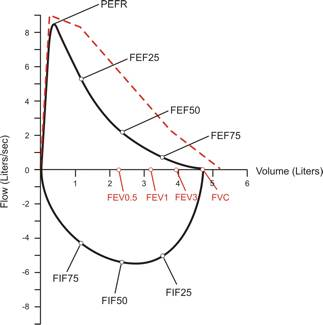 PEFR
8
FEF25
6
4
FEF50
2
FEF75
Flow (Liters/sec)
0
1
2
3
4
5
Volume (Liters)
FEV0.5
FEV1
FEV3
FVC
-2
-4
FIF75
FIF25
-6
FIF50
-8